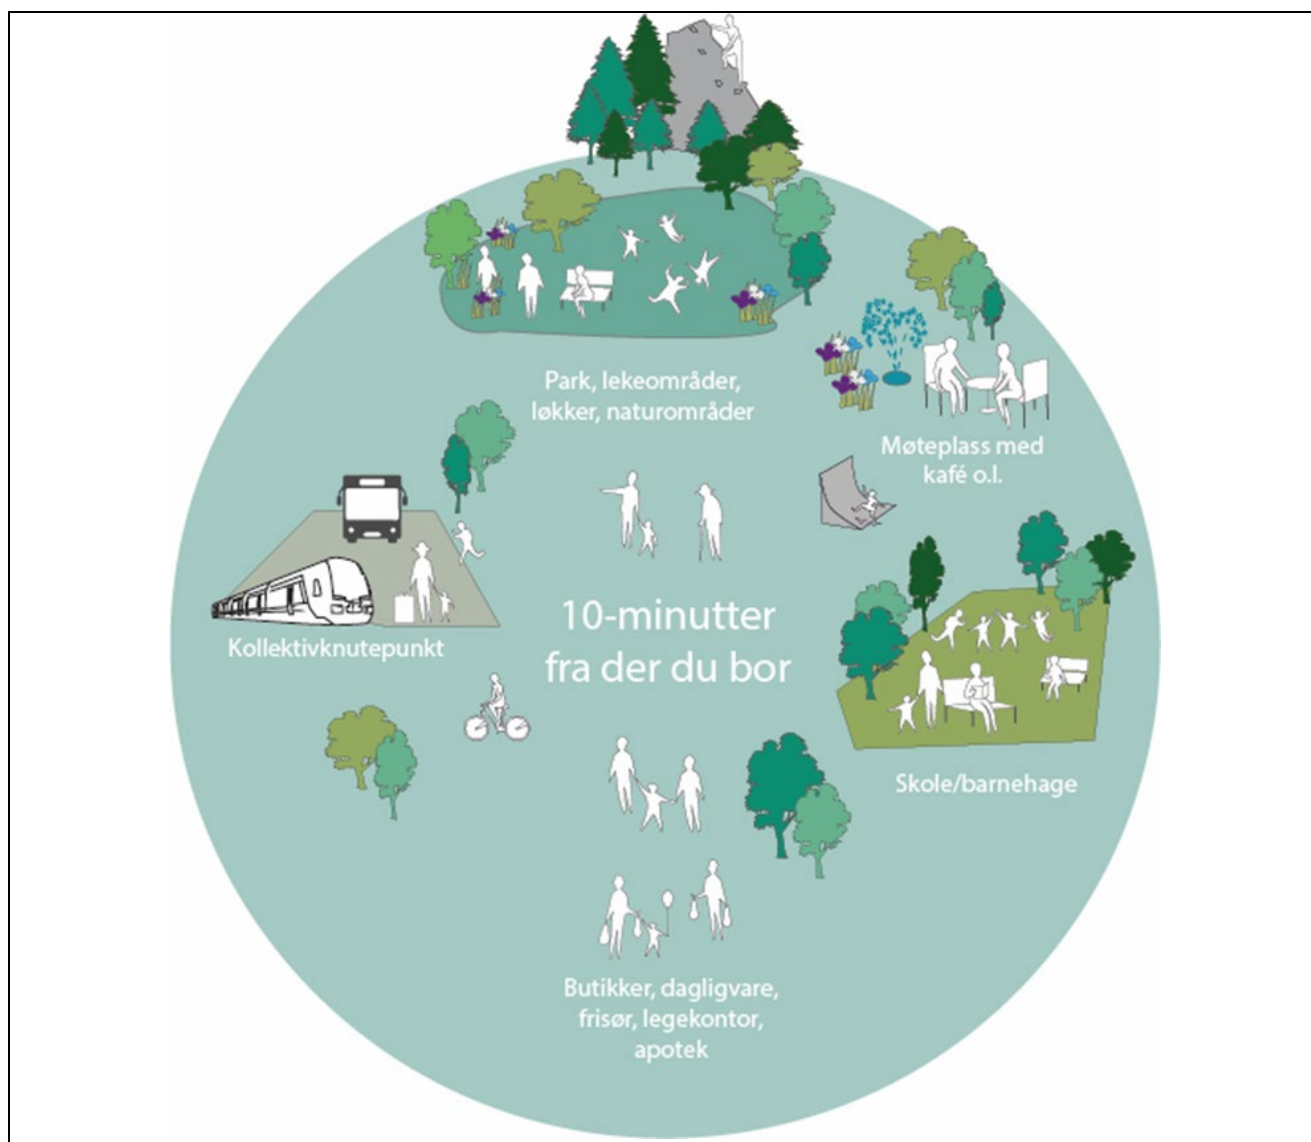 Park, lekeområder,
løkker, naturområder
Møteplass med
kafé o.l.
Kollektivknutepunkt
10-minutter
fra der du bor
Skole/barnehage
Butikker, dagligvare,
frisør, legekontor,
apotek